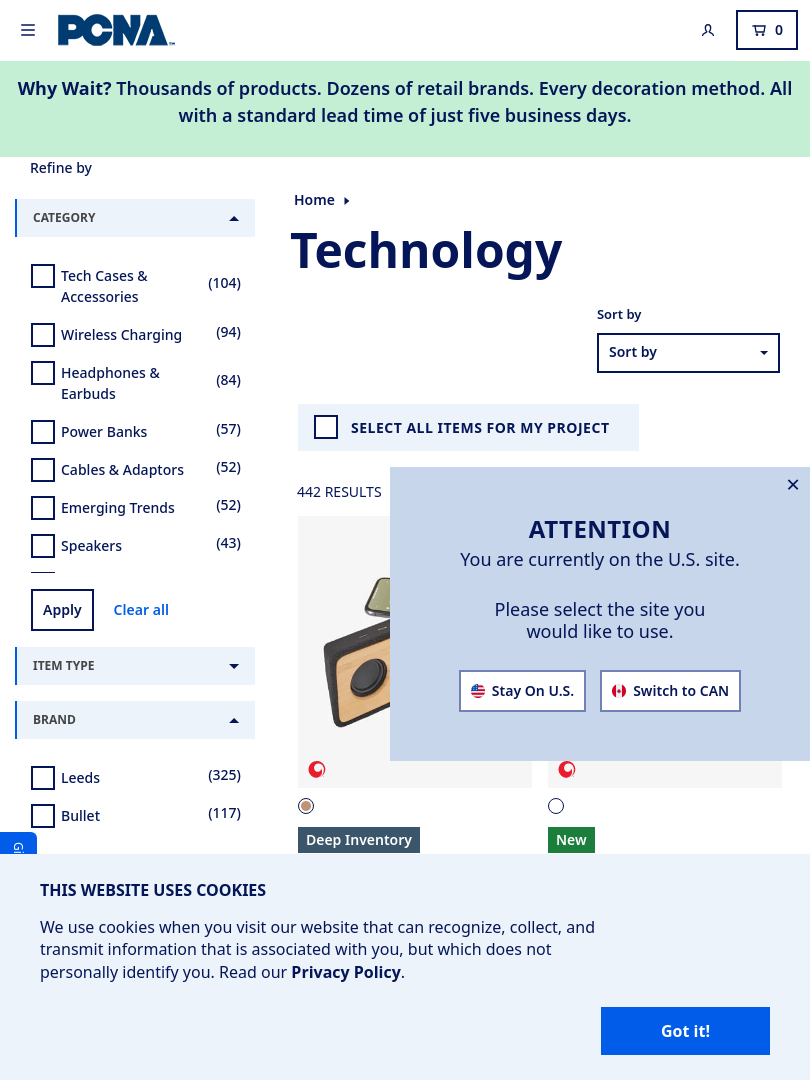 PCNA
0
Why Wait? Thousands of products. Dozens of retail brands. Every decoration method. All
with a standard lead time of just five business days.
Refine by
CATEGORY
Tech Cases &
Accessories
(104)
Wireless Charging
(94)
Headphones &
Earbuds
(84)
Power Banks
(57)
Cables & Adaptors
(52)
Emerging Trends
(52)
Speakers
(43)
Apply
Clear all
ITEM TYPE
BRAND
Leeds
(325)
Bullet
(117)
Home
Technology
Sort by
Sort by
SELECT ALL ITEMS FOR MY PROJECT
442 RESULTS
ATTENTION
You are currently on the U.S. site.
Please select the site you
would like to use.
Stay On U.S.
Switch to CAN
Deep Inventory
New
THIS WEBSITE USES COOKIES
We use cookies when you visit our website that can recognize, collect, and
transmit information that is associated with you, but which does not
personally identify you. Read our Privacy Policy.
Got it!